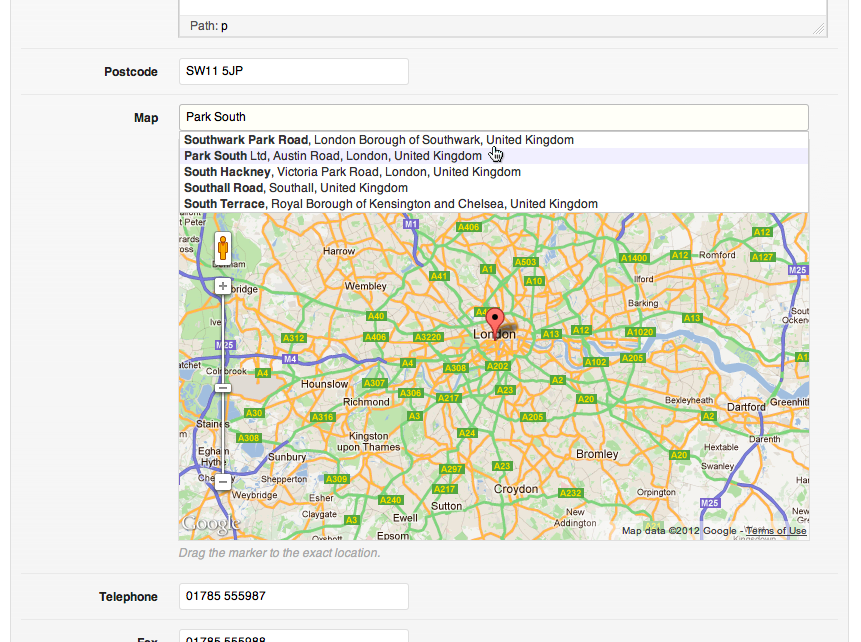 Path: p
Postcode
SW11 5JP
Map
Park South
Southwark Park Road, London Borough of Southwark, United Kingdom
Park South Ltd, Austin Road, London, United Kingdom
South Hackney, Victoria Park Road, London, United Kingdom
Southall Road, Southall, United Kingdom
South Terrace, Royal Borough of Kensington and Chelsea, United Kingdom
t Peter
M1
A406
A12
Harrow
A41
A1
A503
A1400
A12
Romford
A127
M25
Wembley
A10
Ilford
Barking
A40
A13
A312
A406
A3220
London
A13
A12
A1020
M25
M4
A4
A308
A202
A102
A205
Colnbrook
A4
Hounslow
A307
A306
A217
A23
A2
A20
Richmond
Bexleyheath
Dartford
Staines
A30
A316
A3
A205
A2
A308
Kingston
upon Thames
A24
Hextable
Darenth
Egham
Hythe
Sunbury
A297
A23
Bromley
A20
Swanley
Shepperton
A309
A217
Croydon
A232
Orpington
Weybridge
Esher
A240
Sutton
M25
Claygate
A3
Ewell
New
Addington
Epsom
Google
Map data ©2012 Google - Terms of Use
Drag the marker to the exact location.
Telephone
01785 555987
Fax
01785 555988